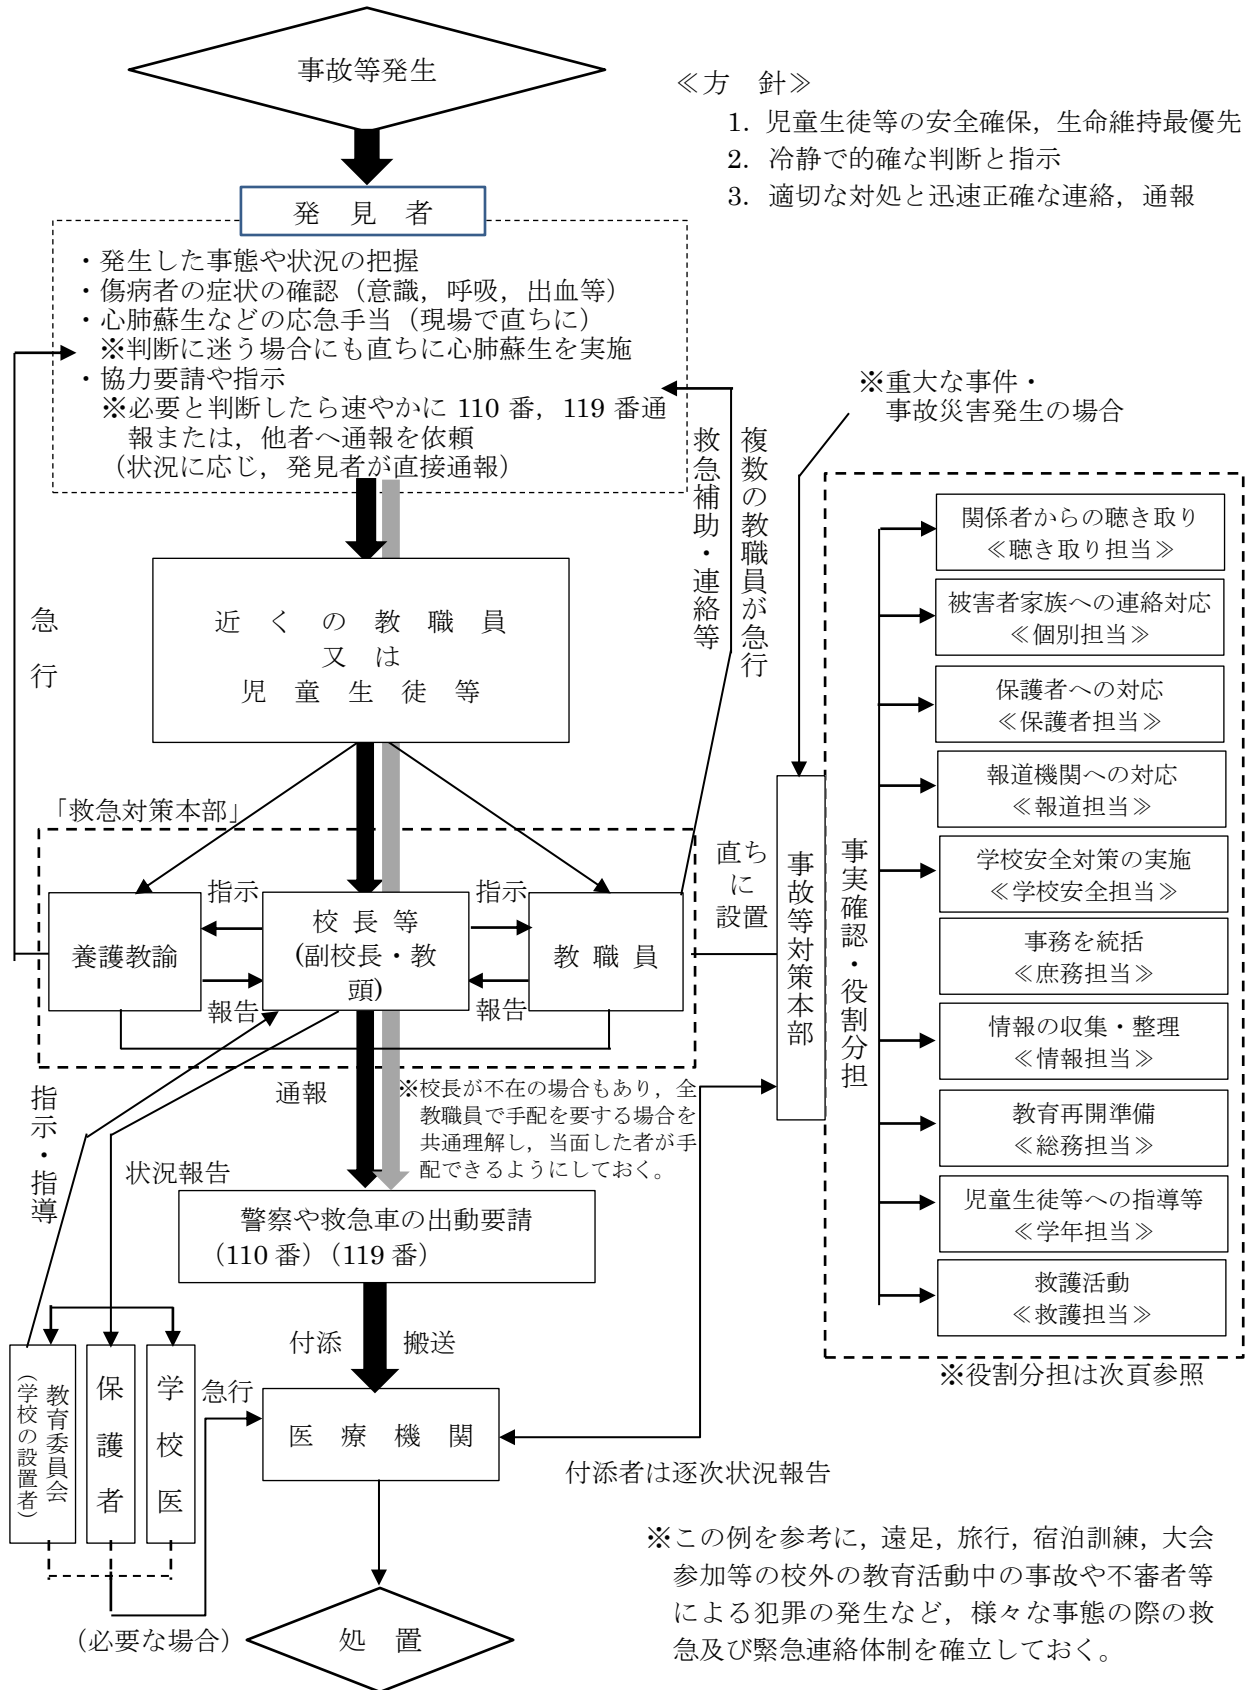 事故等発生
≪方　針≫
1. 児童生徒等の安全確保，生命維持最優先
2. 冷静で的確な判断と指示
3. 適切な対処と迅速正確な連絡，通報
発　見　者
・発生した事態や状況の把握
・傷病者の症状の確認（意識，呼吸，出血等）
・心肺蘇生などの応急手当（現場で直ちに）
※判断に迷う場合にも直ちに心肺蘇生を実施
・協力要請や指示
※必要と判断したら速やかに 110 番，119 番通
報または，他者へ通報を依頼
（状況に応じ，発見者が直接通報）
急行
近　く　の　教　職　員
又　は
児　童　生　徒　等
複数の教職員が急行
救急補助・連絡等
※重大な事件・
事故災害発生の場合
「救急対策本部」
養護教諭
指示
報告
校 長 等
(副校長・教
頭)
指示
報告
教 職 員
直ち
に
設置
事故等対策本部
事実確認・役割分担
関係者からの聴き取り
≪聴き取り担当≫
被害者家族への連絡対応
≪個別担当≫
保護者への対応
≪保護者担当≫
報道機関への対応
≪報道担当≫
学校安全対策の実施
≪学校安全担当≫
事務を統括
≪庶務担当≫
情報の収集・整理
≪情報担当≫
教育再開準備
≪総務担当≫
児童生徒等への指導等
≪学年担当≫
救護活動
≪救護担当≫
※役割分担は次頁参照
通報
※校長が不在の場合もあり，全
教職員で手配を要する場合を
共通理解し，当面した者が手
配できるようにしておく。
指示・指導
状況報告
警察や救急車の出動要請
（110 番）（119 番）
付添
搬送
教育委員会
(学校の設置者)
保護者
学校医
急行
医　療　機　関
付添者は逐次状況報告
（必要な場合）
処　置
※この例を参考に，遠足，旅行，宿泊訓練，大会
参加等の校外の教育活動中の事故や不審者等
による犯罪の発生など，様々な事態の際の救
急及び緊急連絡体制を確立しておく。